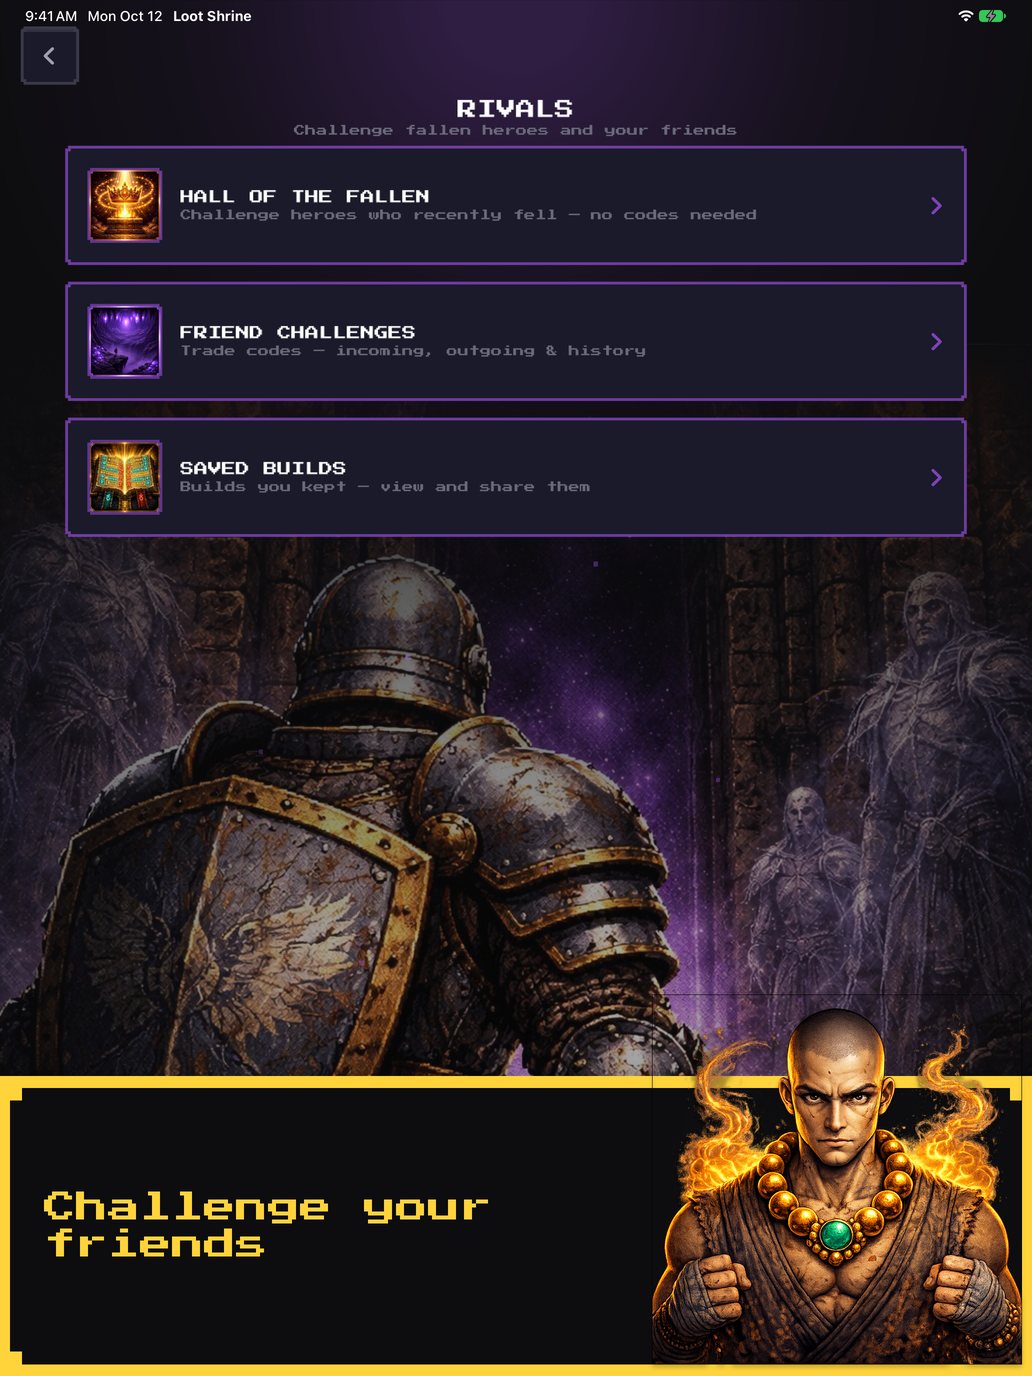 9:41 AM Mon Oct 12 Loot Shrine
RIVALS
Challenge fallen heroes and your friends
HALL OF THE FALLEN
Challenge heroes who recently fell — no codes needed
FRIEND CHALLENGES
Trade codes — incoming, outgoing & history
SAVED BUILDS
Builds you kept — view and share them
Challenge your
friends